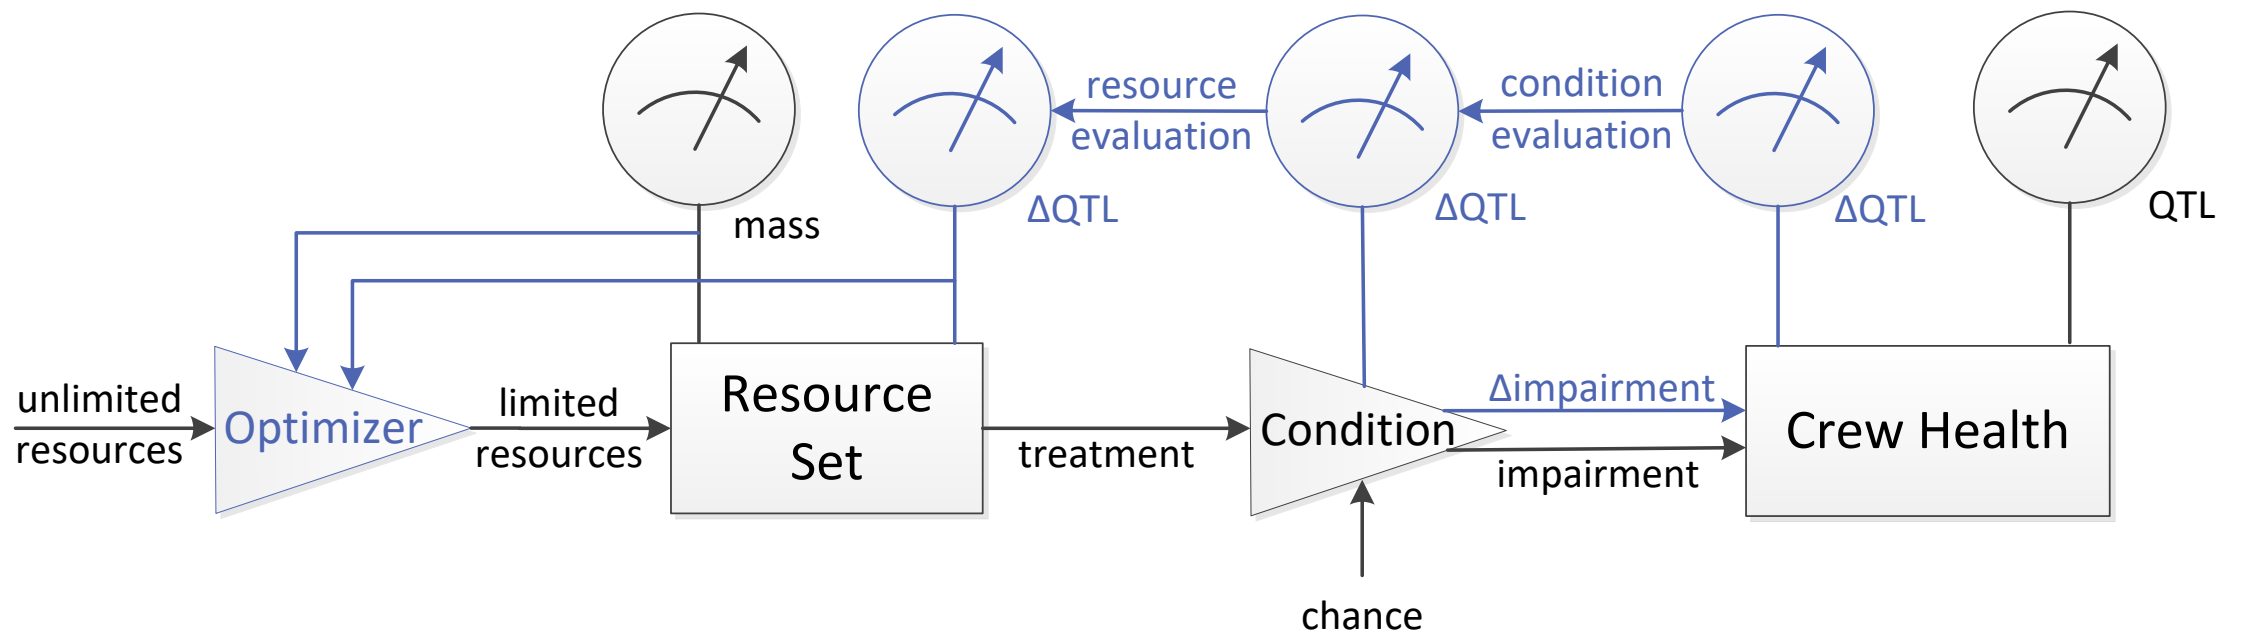 resource
evaluation
condition
evaluation
mass
ΔQTL
ΔQTL
ΔQTL
QTL
unlimited
resources
Optimizer
limited
resources
Resource
Set
treatment
Condition
Δimpairment
impairment
Crew Health
chance